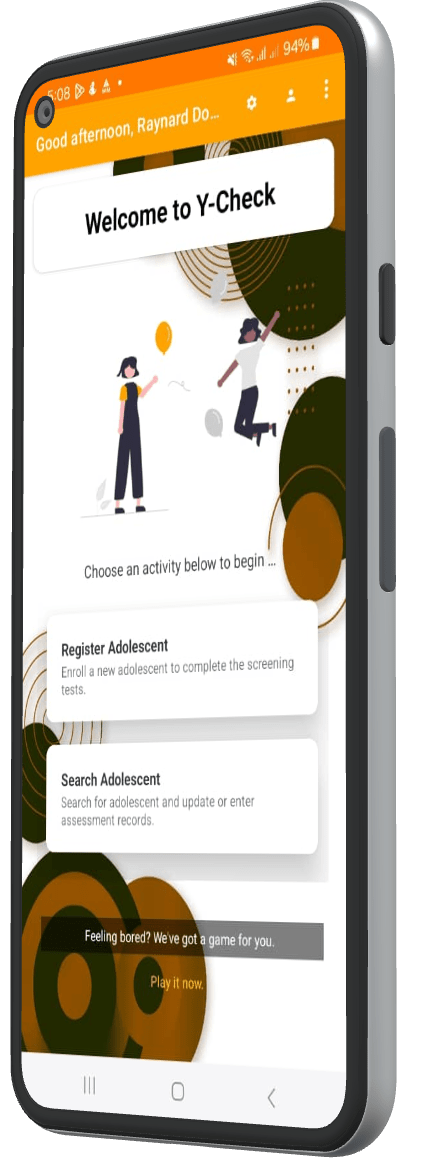 5:08 94%
Good afternoon, Raynard Do...
Welcome to Y-Check
Choose an activity below to begin ...
Register Adolescent
Enroll a new adolescent to complete the screening
tests.
Search Adolescent
Search for adolescent and update or enter
assessment records.
Feeling bored? We've got a game for you.
Play it now.